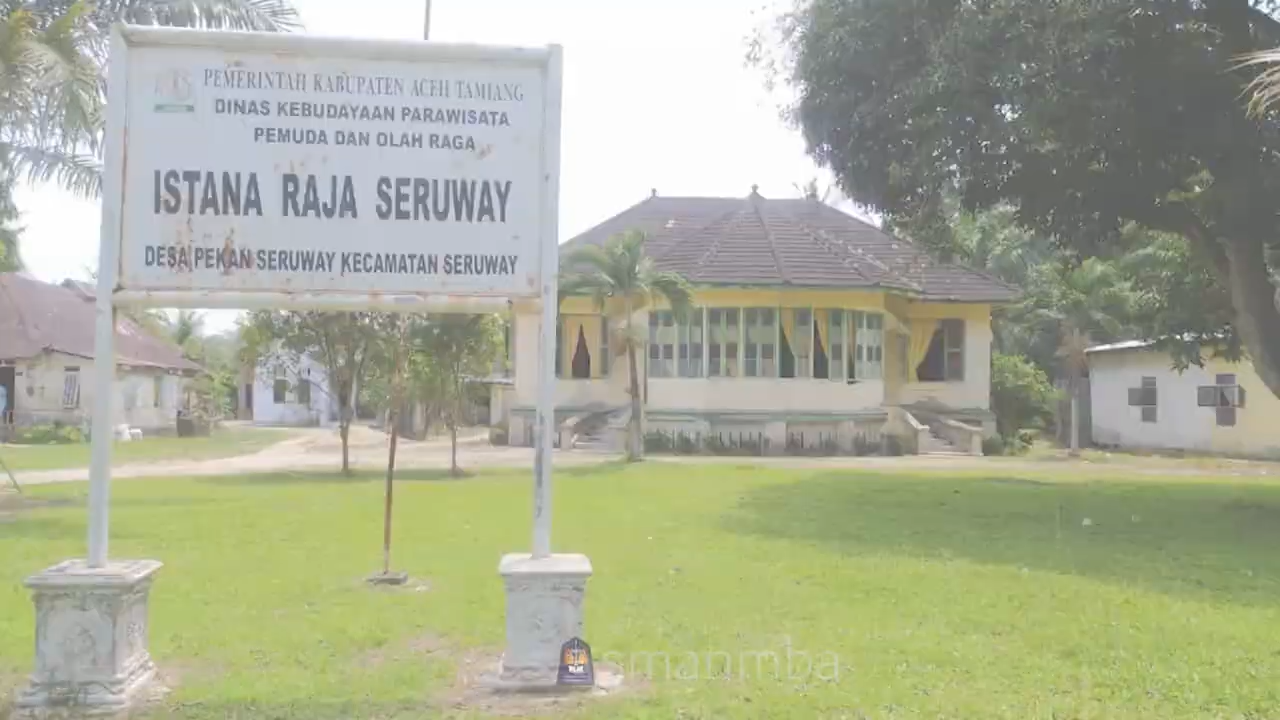 PEMERINTAH KABUPATEN ACEH TAMIANG
DINAS KEBUDAYAAN PARAWISATA
PEMUDA DAN OLAH RAGA
ISTANA RAJA SERUWAY
DESA PEKAN SERUWAY KECAMATAN SERUWAY